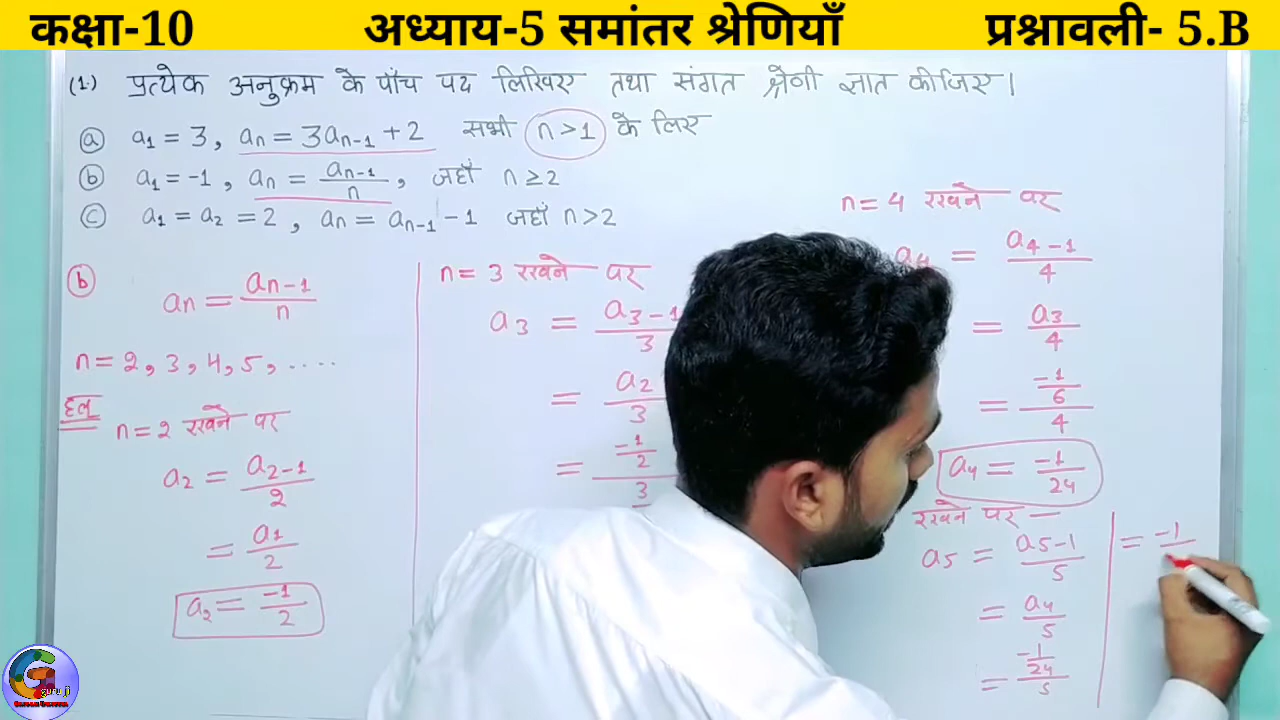 कक्षा-10 अध्याय-5 समांतर श्रेणियाँ प्रश्नावली- 5.B
(1.) प्रत्येक अनुक्रम के पाँच पद लिखिए तथा संगत श्रेणी ज्ञात कीजिए।
(a) a₁ = 3, aₙ = 3aₙ₋₁ + 2 सभी n > 1 के लिए
(b) a₁ = -1, aₙ = aₙ₋₁/n, जहाँ n ≥ 2
(c) a₁ = a₂ = 2, aₙ = aₙ₋₁ - 1 जहाँ n > 2
(b) aₙ = aₙ₋₁/n
n = 2, 3, 4, 5, ....
हल
n = 2 रखने पर
a₂ = a₂₋₁/2
= a₁/2
a₂ = -1/2
n = 3 रखने पर
a₃ = a₃₋₁/3
= a₂/3
= -1/2/3
n = 4 रखने पर
a₄ = a₄₋₁/4
= a₃/4
= -1/6/4
a₄ = -1/24
रखने पर
a₅ = a₅₋₁/5
= a₄/5
= -1/24/5
= -1
guru ji